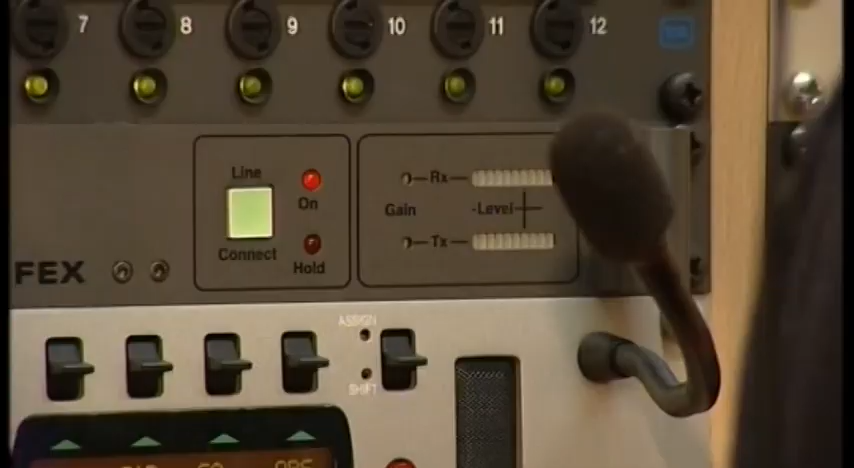 7 8 9 10 11 12
Line
On
Connect
Hold
Rx
Gain
-Level+
Tx
FEX
ASSIGN
SHIFT